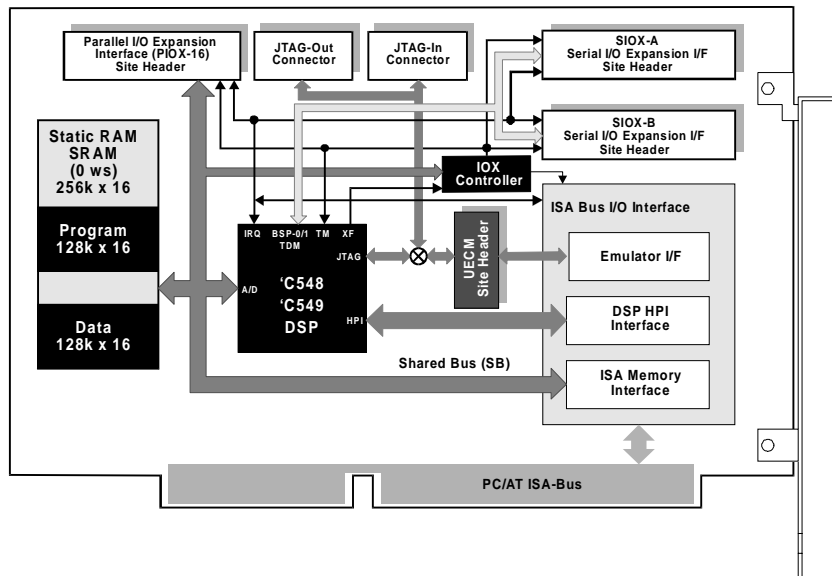 Parallel I/O Expansion
Interface (PIOX-16)
Site Header
JTAG-Out
Connector
JTAG-In
Connector
SIOX-A
Serial I/O Expansion I/F
Site Header
SIOX-B
Serial I/O Expansion I/F
Site Header
Static RAM
SRAM
(0 ws)
256k x 16
Program
128k x 16
Data
128k x 16
IOX
Controller
IRQ
BSP-0/1
TDM
TM
XF
JTAG
A/D
HPI
‘C548
‘C549
DSP
UECM
Site Header
ISA Bus I/O Interface
Emulator I/F
DSP HPI
Interface
ISA Memory
Interface
Shared Bus (SB)
PC/AT ISA-Bus